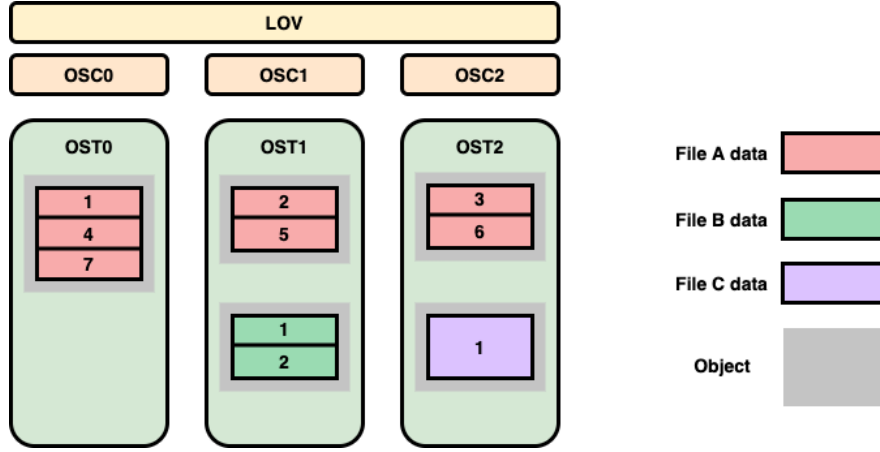 LOV
OSC0 OSC1 OSC2
OST0 OST1 OST2
1 2 3
4 5 6
7
1 1
2
File A data
File B data
File C data
Object